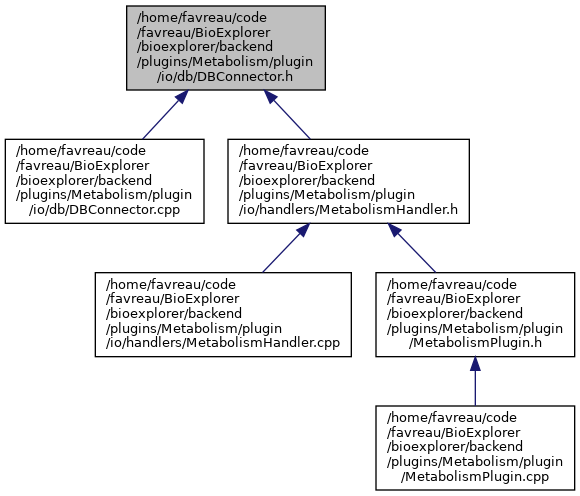 /home/favreau/code
/favreau/BioExplorer
/bioexplorer/backend
/plugins/Metabolism/plugin
/io/db/DBConnector.h
/home/favreau/code
/favreau/BioExplorer
/bioexplorer/backend
/plugins/Metabolism/plugin
/io/db/DBConnector.cpp
/home/favreau/code
/favreau/BioExplorer
/bioexplorer/backend
/plugins/Metabolism/plugin
/io/handlers/MetabolismHandler.h
/home/favreau/code
/favreau/BioExplorer
/bioexplorer/backend
/plugins/Metabolism/plugin
/io/handlers/MetabolismHandler.cpp
/home/favreau/code
/favreau/BioExplorer
/bioexplorer/backend
/plugins/Metabolism/plugin
/MetabolismPlugin.h
/home/favreau/code
/favreau/BioExplorer
/bioexplorer/backend
/plugins/Metabolism/plugin
/MetabolismPlugin.cpp